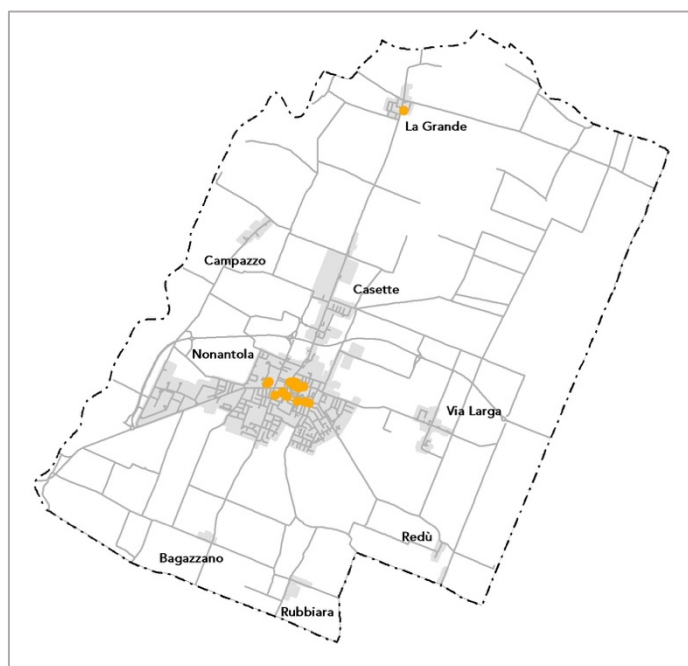 La Grande
Campazzo
Casette
Nonantola
Via Larga
Redù
Bagazzano
Rubbiara